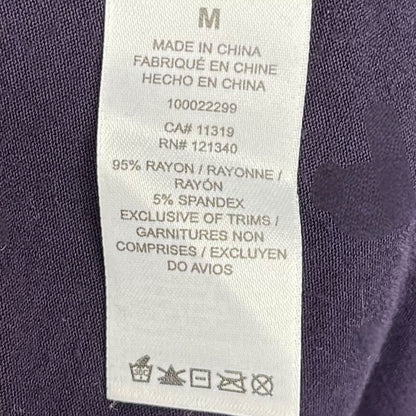 M
MADE IN CHINA
FABRIQUÉ EN CHINE
HECHO EN CHINA
100022299
CA# 11319
RN# 121340
95% RAYON / RAYONNE /
RAYÓN
5% SPANDEX
EXCLUSIVE OF TRIMS /
GARNITURES NON
COMPRISES / EXCLUYEN
DO AVIOS